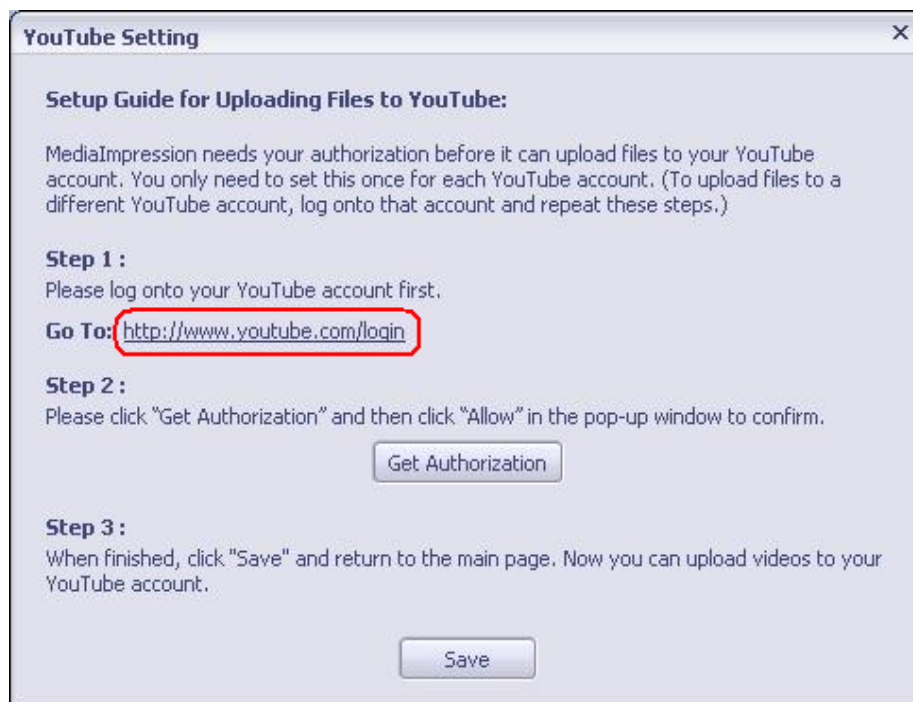 YouTube Setting
Setup Guide for Uploading Files to YouTube:
MediaImpression needs your authorization before it can upload files to your YouTube
account. You only need to set this once for each YouTube account. (To upload files to a
different YouTube account, log onto that account and repeat these steps.)
Step 1 :
Please log onto your YouTube account first.
Go To: http://www.youtube.com/login
Step 2 :
Please click “Get Authorization” and then click “Allow” in the pop-up window to confirm.
Get Authorization
Step 3 :
When finished, click "Save" and return to the main page. Now you can upload videos to your
YouTube account.
Save